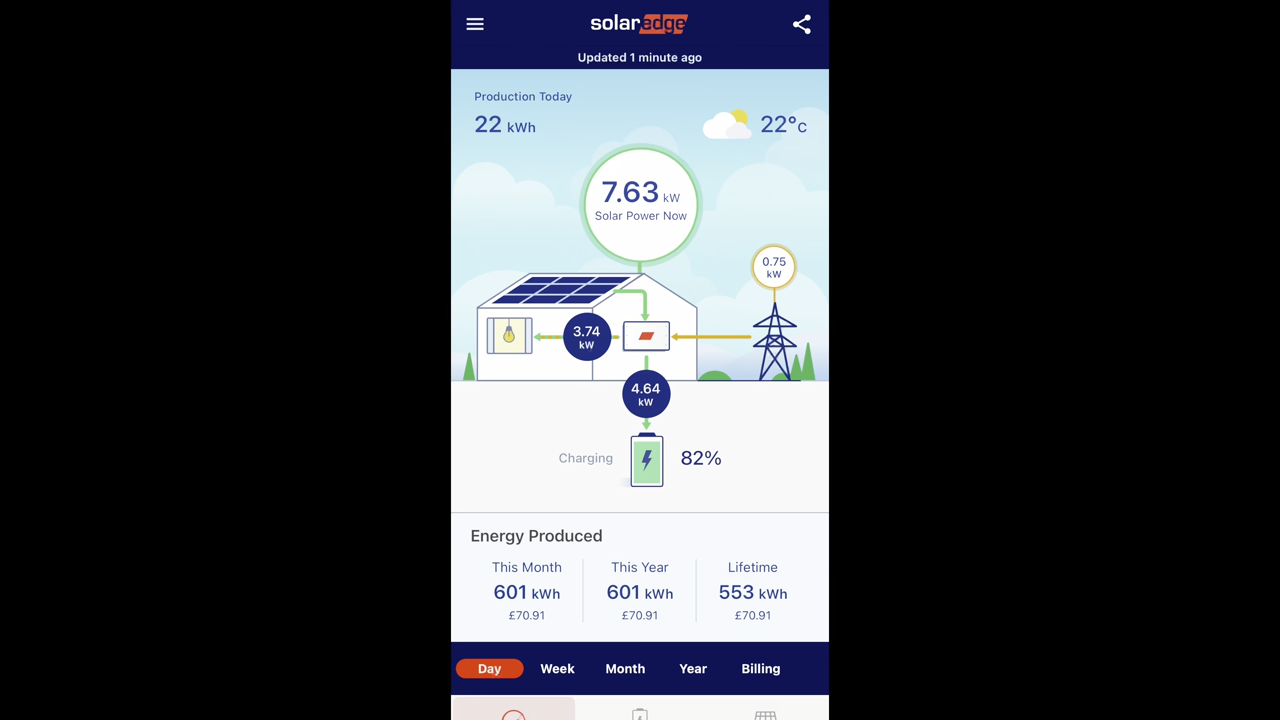 solaredge
Updated 1 minute ago
Production Today
22 kWh
22°c
7.63 kW
Solar Power Now
0.75
kW
3.74
kW
4.64
kW
Charging
82%
Energy Produced
This Month
601 kWh
£70.91
This Year
601 kWh
£70.91
Lifetime
553 kWh
£70.91
Day Week Month Year Billing